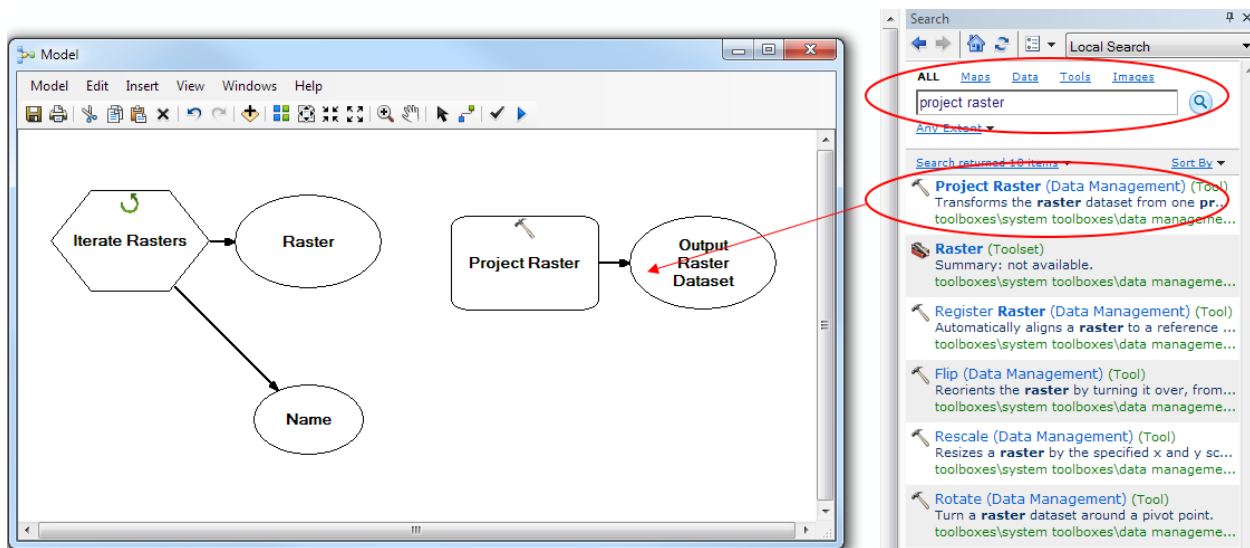 Model
Model Edit Insert View Windows Help
Iterate Rasters
Raster
Name
Project Raster
Output
Raster
Dataset
Search
Local Search
ALL Maps Data Tools Images
project raster
Any Extent
Search returned 10 items Sort By
Project Raster (Data Management) (Tool)
Transforms the raster dataset from one pr...
toolboxes\system toolboxes\data manageme...
Raster (Toolset)
Summary: not available.
toolboxes\system toolboxes\data manageme...
Register Raster (Data Management) (Tool)
Automatically aligns a raster to a reference ...
toolboxes\system toolboxes\data manageme...
Flip (Data Management) (Tool)
Reorients the raster by turning it over, from...
toolboxes\system toolboxes\data manageme...
Rescale (Data Management) (Tool)
Resizes a raster by the specified x and y sc...
toolboxes\system toolboxes\data manageme...
Rotate (Data Management) (Tool)
Turn a raster dataset around a pivot point.
toolboxes\system toolboxes\data manageme...